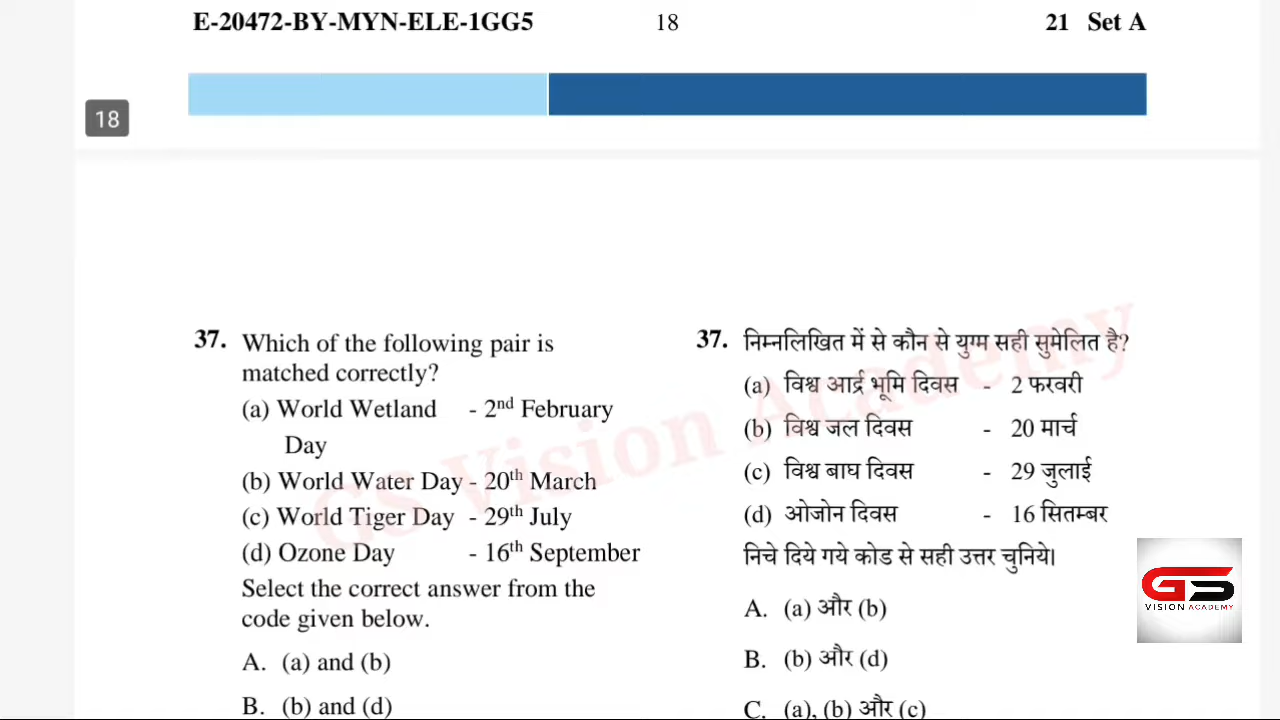 E-20472-BY-MYN-ELE-1GG5 18 21 Set A
18
37. Which of the following pair is
matched correctly?
(a) World Wetland - 2nd February
Day
(b) World Water Day - 20th March
(c) World Tiger Day - 29th July
(d) Ozone Day - 16th September
Select the correct answer from the
code given below.
A. (a) and (b)
B. (b) and (d)
37. निम्नलिखित में से कौन से युग्म सही सुमेलित है?
(a) विश्व आर्द्र भूमि दिवस - 2 फरवरी
(b) विश्व जल दिवस - 20 मार्च
(c) विश्व बाघ दिवस - 29 जुलाई
(d) ओजोन दिवस - 16 सितम्बर
निचे दिये गये कोड से सही उत्तर चुनिये।
A. (a) और (b)
B. (b) और (d)
C. (a), (b) और (c)
GS Vision Academy
GS
VISION ACADEMY